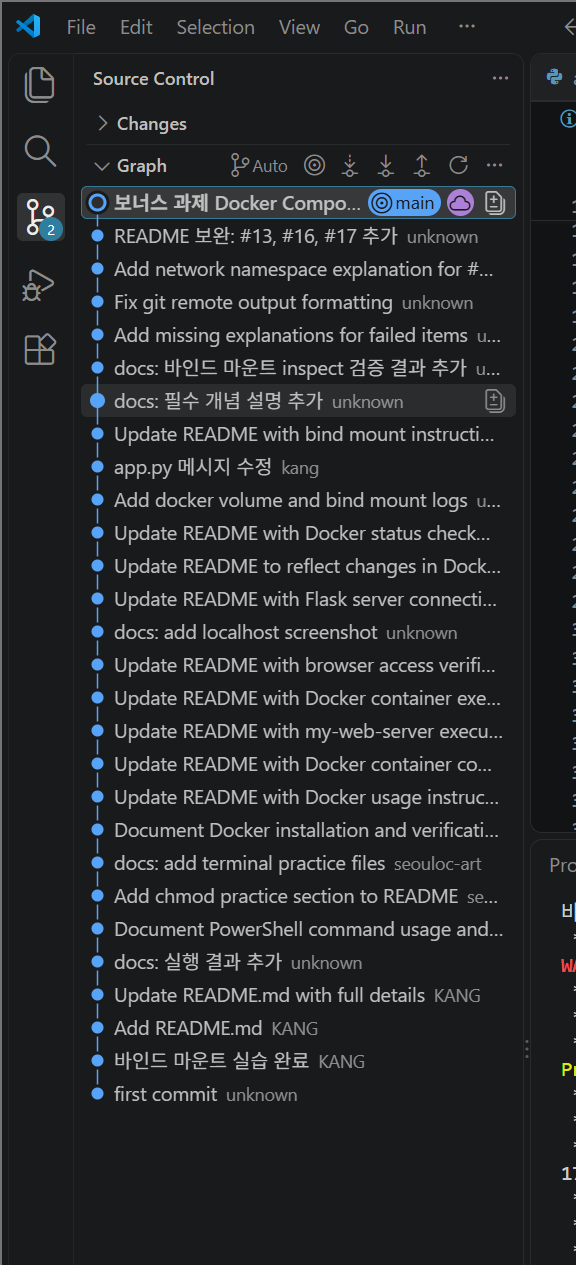 File Edit Selection View Go Run ···
Source Control ···
Changes
Graph Auto ···
보너스 과제 Docker Compo... main
2
README 보완: #13, #16, #17 추가 unknown
Add network namespace explanation for #...
Fix git remote output formatting unknown
Add missing explanations for failed items u...
docs: 바인드 마운트 inspect 검증 결과 추가 u...
docs: 필수 개념 설명 추가 unknown
Update README with bind mount instructi...
app.py 메시지 수정 kang
Add docker volume and bind mount logs u...
Update README with Docker status check...
Update README to reflect changes in Dock...
Update README with Flask server connecti...
docs: add localhost screenshot unknown
Update README with browser access verifi...
Update README with Docker container exe...
Update README with my-web-server execu...
Update README with Docker container co...
Update README with Docker usage instruc...
Document Docker installation and verificati...
docs: add terminal practice files seouloc-art
Add chmod practice section to README se...
Document PowerShell command usage and...
docs: 실행 결과 추가 unknown
Update README.md with full details KANG
Add README.md KANG
바인드 마운트 실습 완료 KANG
first commit unknown